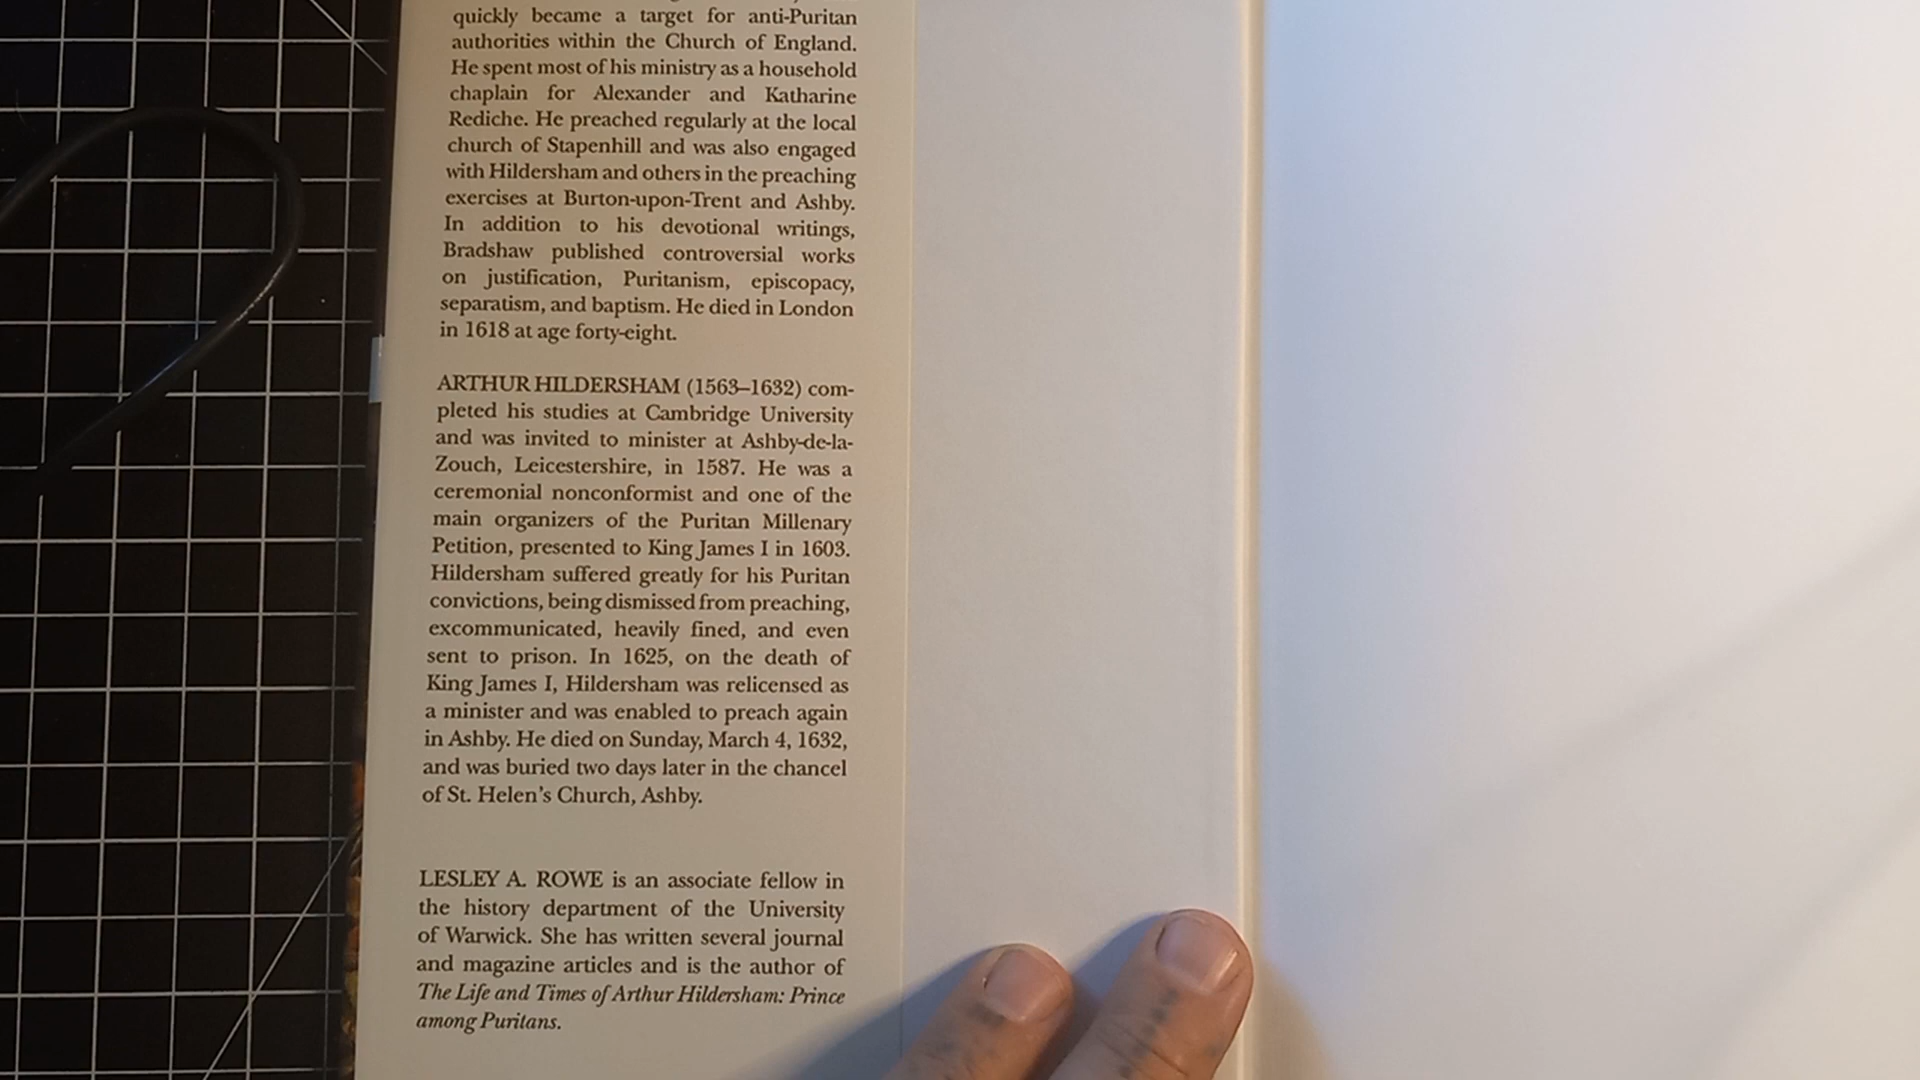 quickly became a target for anti-Puritan
authorities within the Church of England.
He spent most of his ministry as a household
chaplain for Alexander and Katharine
Rediche. He preached regularly at the local
church of Stapenhill and was also engaged
with Hildersham and others in the preaching
exercises at Burton-upon-Trent and Ashby.
In addition to his devotional writings,
Bradshaw published controversial works
on justification, Puritanism, episcopacy,
separatism, and baptism. He died in London
in 1618 at age forty-eight.
ARTHUR HILDERSHAM (1563–1632) com-
pleted his studies at Cambridge University
and was invited to minister at Ashby-de-la-
Zouch, Leicestershire, in 1587. He was a
ceremonial nonconformist and one of the
main organizers of the Puritan Millenary
Petition, presented to King James I in 1603.
Hildersham suffered greatly for his Puritan
convictions, being dismissed from preaching,
excommunicated, heavily fined, and even
sent to prison. In 1625, on the death of
King James I, Hildersham was relicensed as
a minister and was enabled to preach again
in Ashby. He died on Sunday, March 4, 1632,
and was buried two days later in the chancel
of St. Helen's Church, Ashby.
LESLEY A. ROWE is an associate fellow in
the history department of the University
of Warwick. She has written several journal
and magazine articles and is the author of
The Life and Times of Arthur Hildersham: Prince
among Puritans.